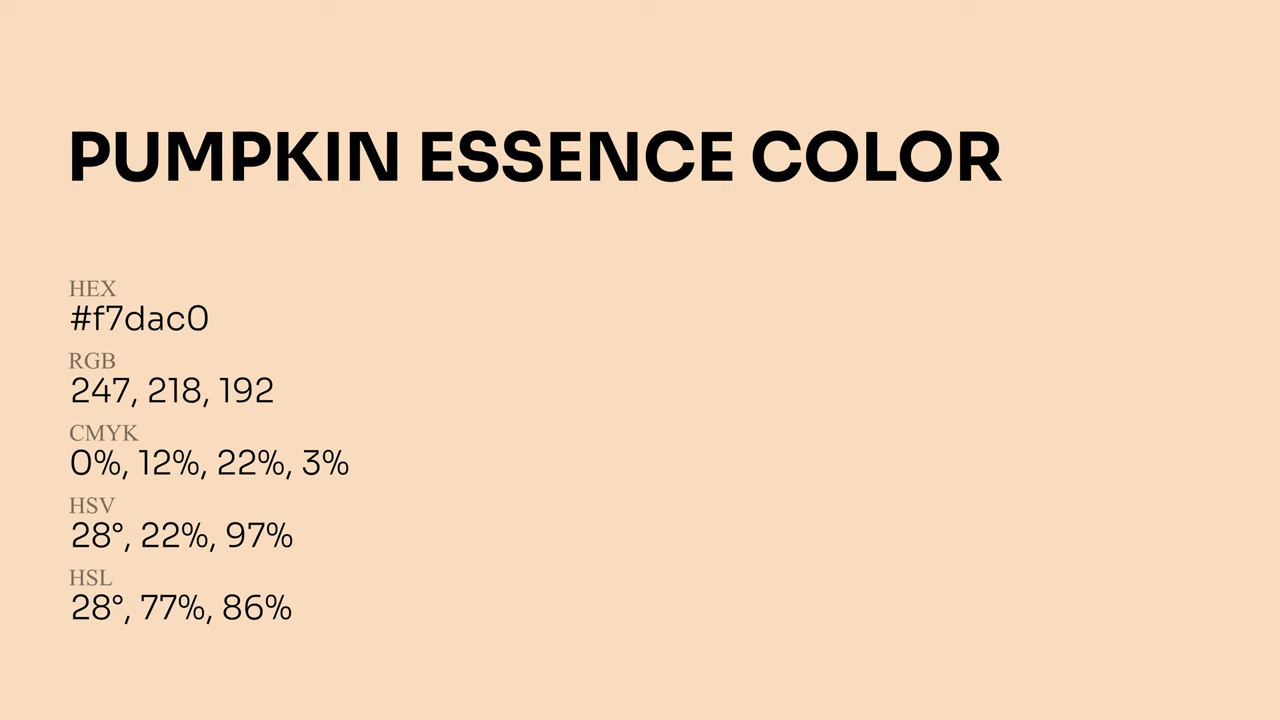 PUMPKIN ESSENCE COLOR
HEX
#f7dac0
RGB
247, 218, 192
CMYK
0%, 12%, 22%, 3%
HSV
28°, 22%, 97%
HSL
28°, 77%, 86%